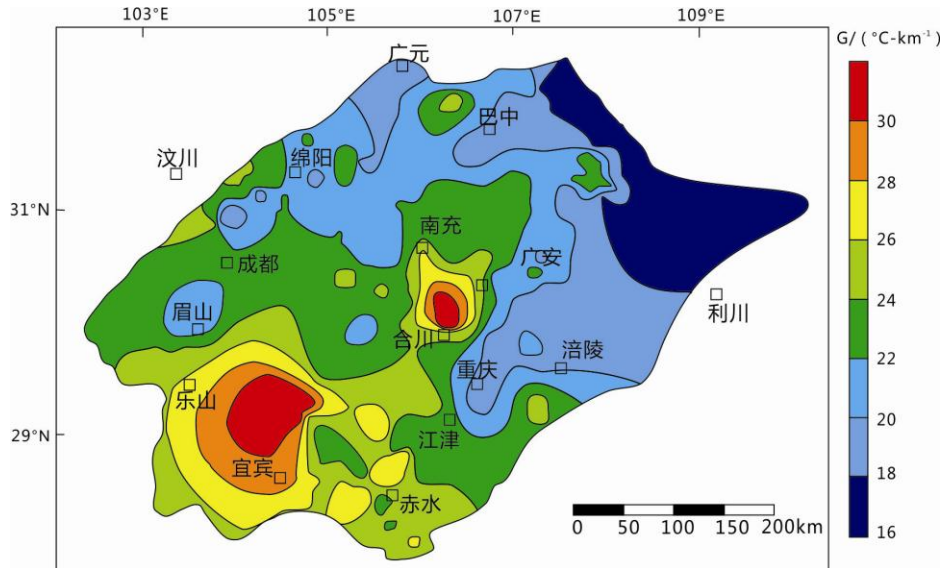 103°E
105°E
107°E
109°E
G/ ( °C-km⁻¹)
广元
巴中
汶川
绵阳
31°N
南充
成都
广安
利川
眉山
合川
涪陵
重庆
乐山
江津
29°N
宜宾
赤水
0 50 100 150 200km
30
28
26
24
22
20
18
16